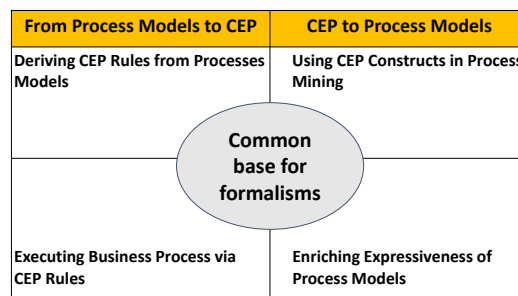 From Process Models to CEP
CEP to Process Models
Deriving CEP Rules from Processes
Models
Using CEP Constructs in Process
Mining
Common
base for
formalisms
Executing Business Process via
CEP Rules
Enriching Expressiveness of
Process Models